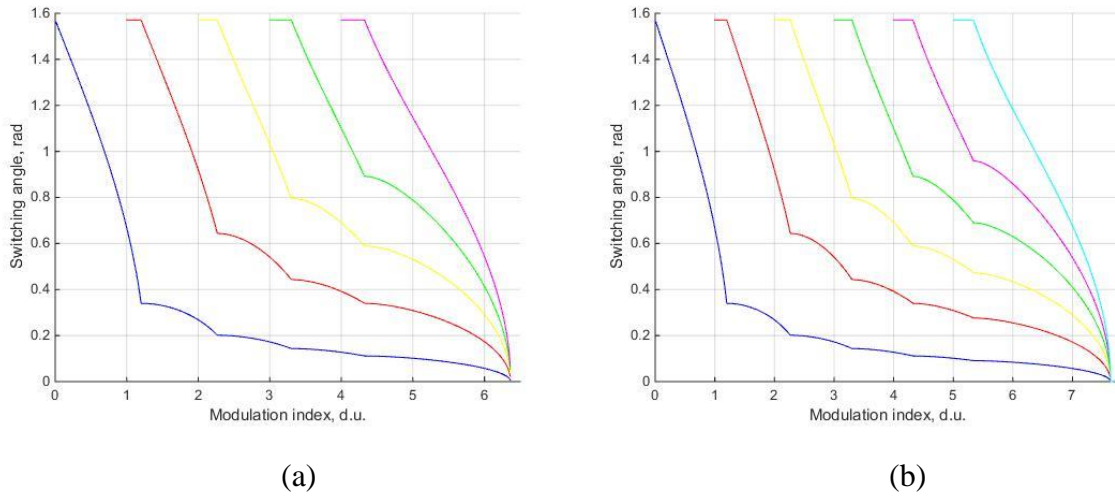 1.6
1.4
1.2
1
0.8
0.6
0.4
0.2
0
Switching angle, rad
0 1 2 3 4 5 6
Modulation index, d.u.
(a)
1.6
1.4
1.2
1
0.8
0.6
0.4
0.2
0
Switching angle, rad
0 1 2 3 4 5 6 7
Modulation index, d.u.
(b)